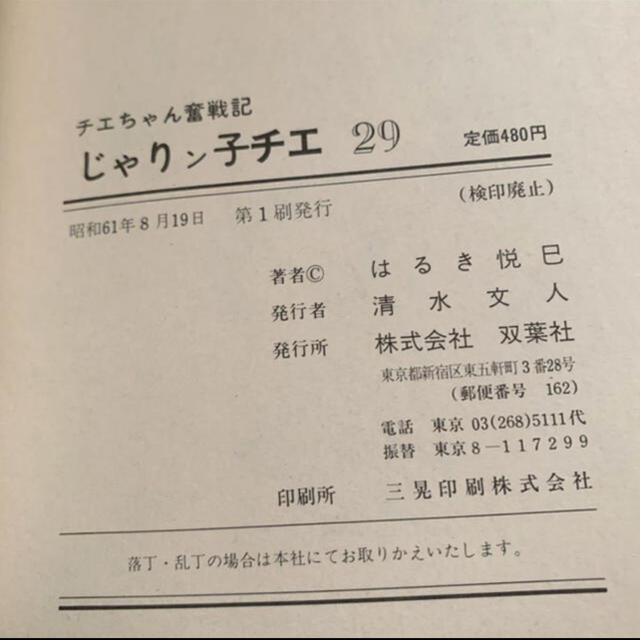 チエちゃん奮戦記
じゃりン子チエ 29 定価480円
昭和61年8月19日 第1刷発行 (検印廃止)
著者© はるき悦巳
発行者 清水文人
発行所 株式会社 双葉社
東京都新宿区東五軒町3番28号
(郵便番号 162)
電話 東京 03(268)5111代
振替 東京8―117299
印刷所 三晃印刷株式会社
落丁・乱丁の場合は本社にてお取りかえいたします。